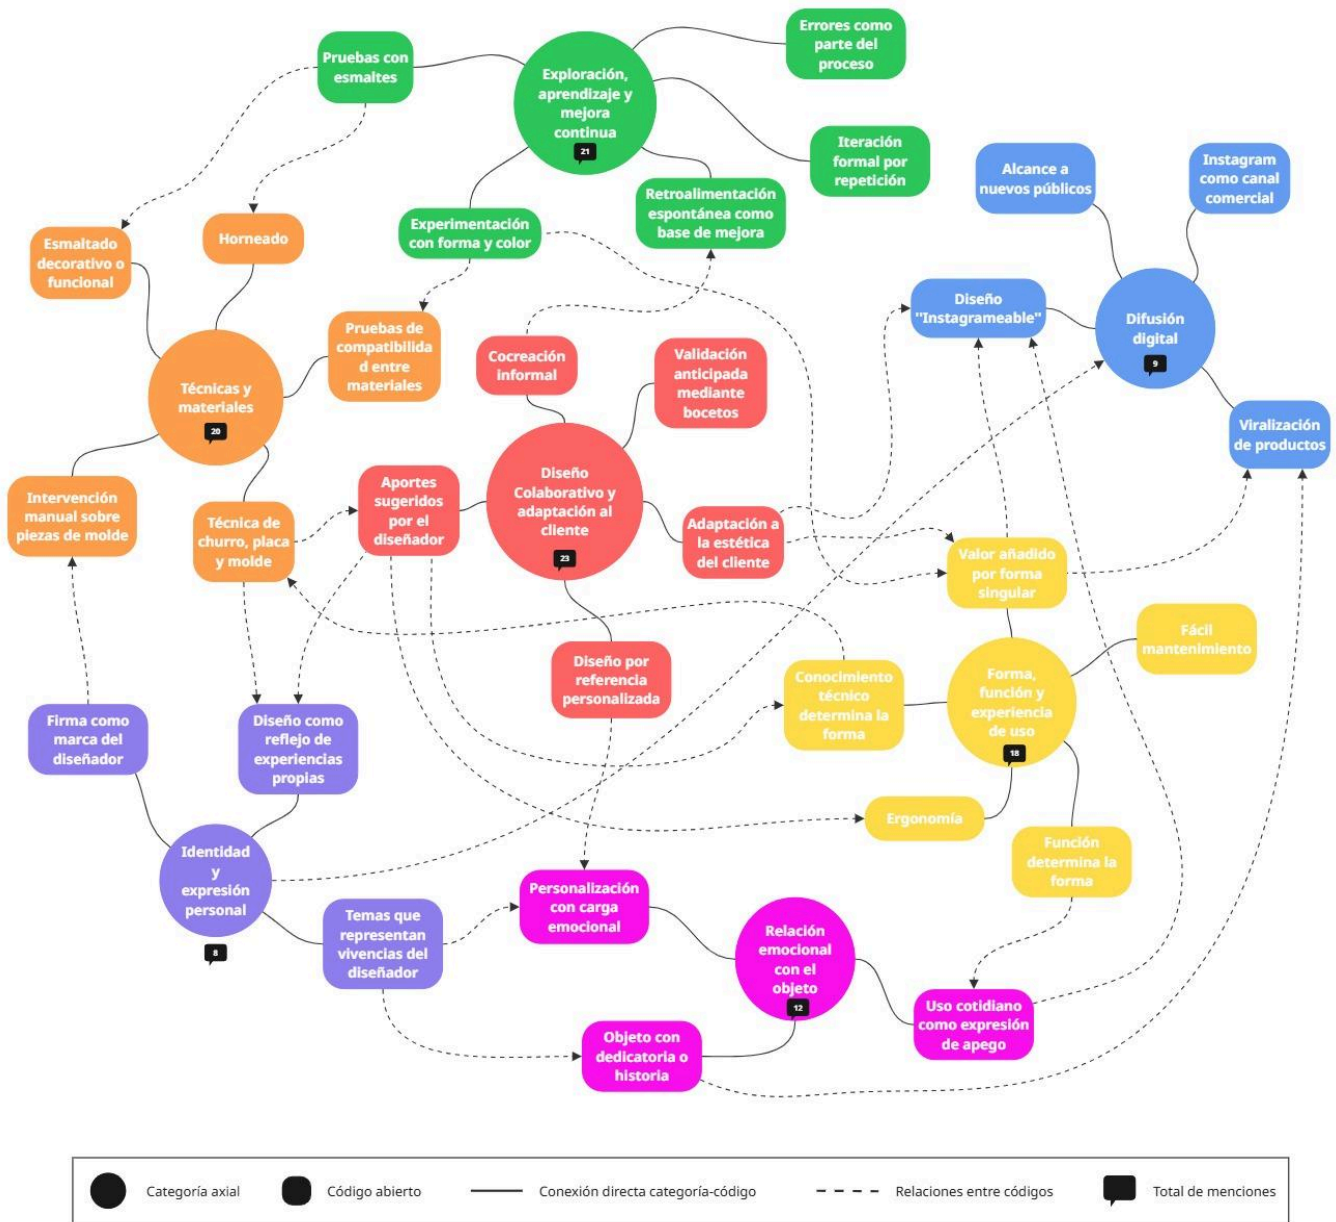 Pruebas con
esmaltes
Exploración,
aprendizaje y
mejora
continua
21
Errores como
parte del
proceso
Iteración
formal por
repetición
Retroalimentación
espontánea como
base de mejora
Experimentación
con forma y color
Alcance a
nuevos públicos
Instagram
como canal
comercial
Diseño
"Instagrameable"
Difusión
digital
9
Viralización
de productos
Esmaltado
decorativo o
funcional
Horneado
Pruebas de
compatibilida
d entre
materiales
Técnicas y
materiales
20
Intervención
manual sobre
piezas de molde
Técnica de
churro, placa
y molde
Cocreación
informal
Validación
anticipada
mediante
bocetos
Aportes
sugeridos
por el
diseñador
Diseño
Colaborativo y
adaptación al
cliente
23
Adaptación a
la estética
del cliente
Diseño por
referencia
personalizada
Valor añadido
por forma
singular
Fácil
mantenimiento
Conocimiento
técnico
determina la
forma
Forma,
función y
experiencia
de uso
18
Ergonomía
Función
determina la
forma
Firma como
marca del
diseñador
Diseño como
reflejo de
experiencias
propias
Identidad
y
expresión
personal
8
Temas que
representan
vivencias del
diseñador
Personalización
con carga
emocional
Relación
emocional
con el
objeto
12
Objeto con
dedicatoria o
historia
Uso cotidiano
como expresión
de apego
Categoría axial
Código abierto
Conexión directa categoría-código
Relaciones entre códigos
Total de menciones